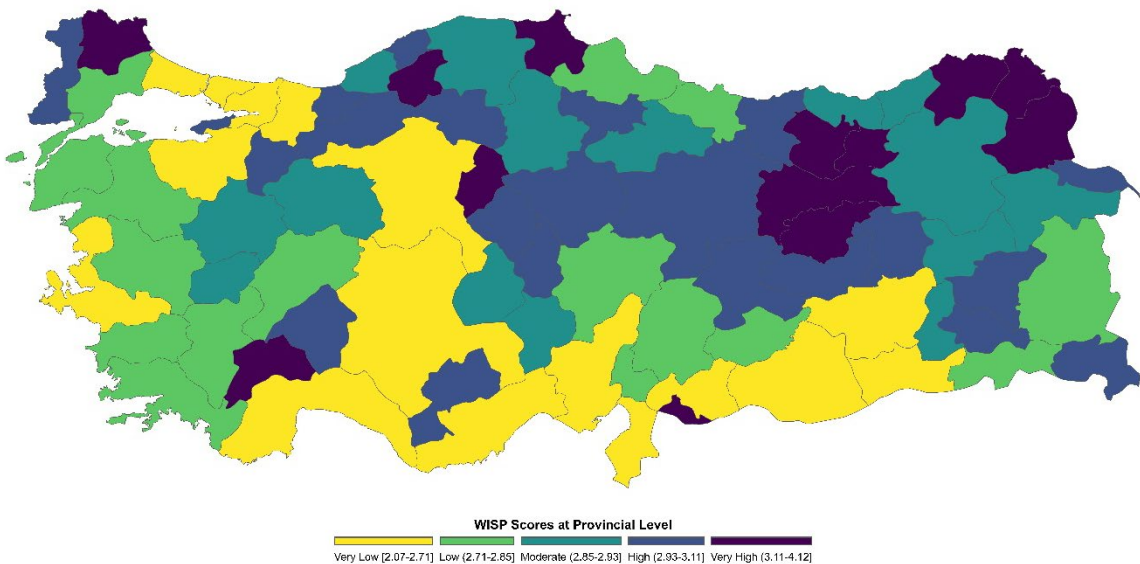 WISP Scores at Provincial Level
Very Low [2.07-2.71] Low (2.71-2.85) Moderate (2.85-2.93) High (2.93-3.11) Very High (3.11-4.12]